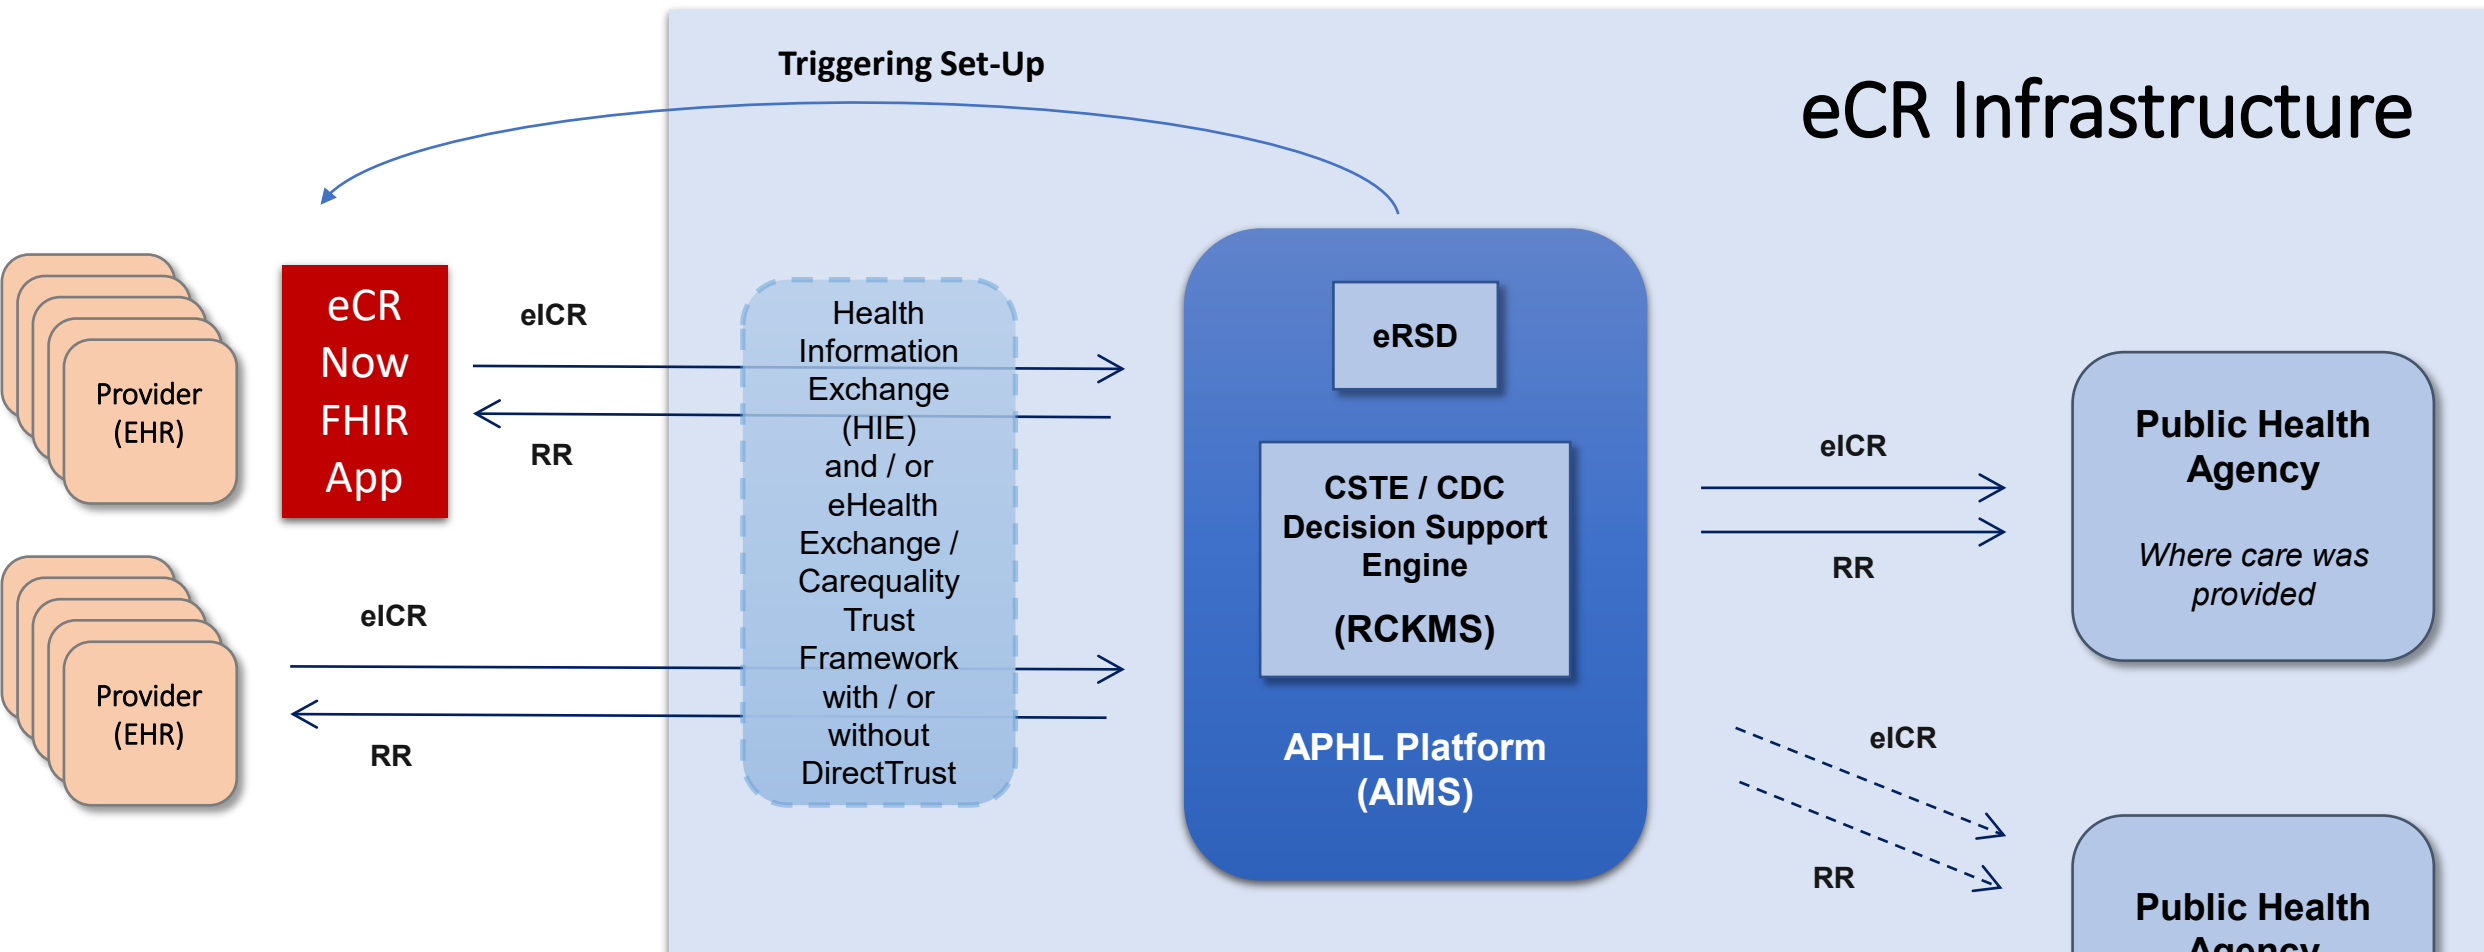 Triggering Set-Up
eCR Infrastructure
Provider
(EHR)
eCR
Now
FHIR
App
eICR
RR
Provider
(EHR)
eICR
RR
Health
Information
Exchange
(HIE)
and / or
eHealth
Exchange /
Carequality
Trust
Framework
with / or
without
DirectTrust
eRSD
CSTE / CDC
Decision Support
Engine
(RCKMS)
APHL Platform
(AIMS)
eICR
RR
Public Health
Agency
Where care was
provided
eICR
RR
Public Health
Agency